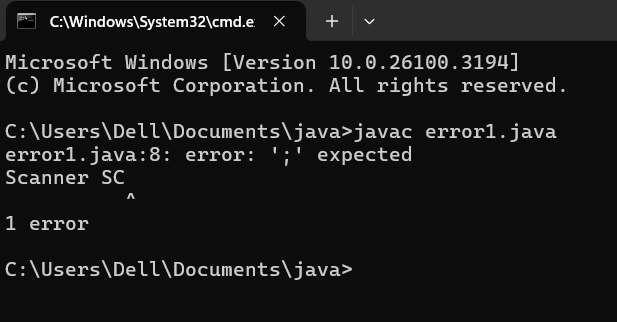 C:\Windows\System32\cmd.e
Microsoft Windows [Version 10.0.26100.3194]
(c) Microsoft Corporation. All rights reserved.
C:\Users\Dell\Documents\java>javac error1.java
error1.java:8: error: ';' expected
Scanner SC
^
1 error
C:\Users\Dell\Documents\java>